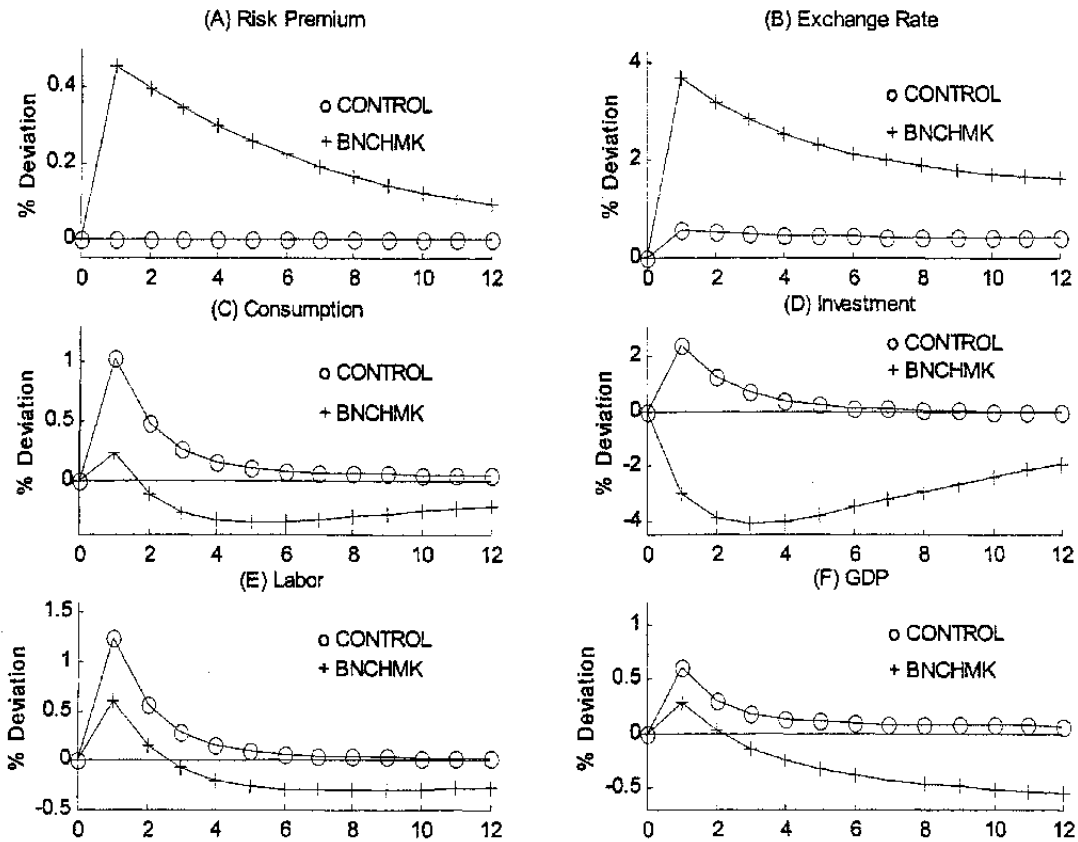 (A) Risk Premium
% Deviation
0.4
0.2
0
CONTROL
BNCHMK
0 2 4 6 8 10 12
(B) Exchange Rate
% Deviation
4
2
0
CONTROL
BNCHMK
0 2 4 6 8 10 12
(C) Consumption
% Deviation
1
0.5
0
CONTROL
BNCHMK
0 2 4 6 8 10 12
(D) Investment
% Deviation
2
0
-2
-4
CONTROL
BNCHMK
0 2 4 6 8 10 12
(E) Labor
% Deviation
1.5
1
0.5
0
-0.5
CONTROL
BNCHMK
0 2 4 6 8 10 12
(F) GDP
% Deviation
1
0.5
0
-0.5
CONTROL
BNCHMK
0 2 4 6 8 10 12